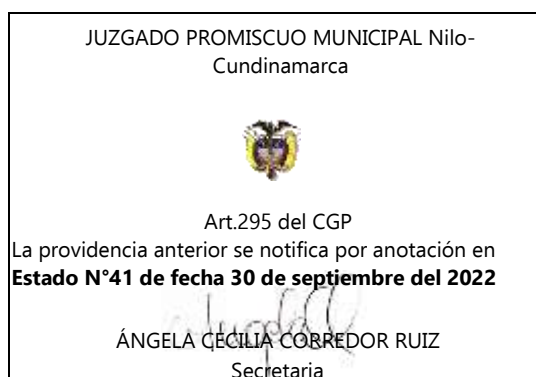 JUZGADO PROMISCUO MUNICIPAL Nilo-
Cundinamarca
Art.295 del CGP
La providencia anterior se notifica por anotación en
Estado N°41 de fecha 30 de septiembre del 2022
ÁNGELA CECILIA CORREDOR RUIZ
Secretaria